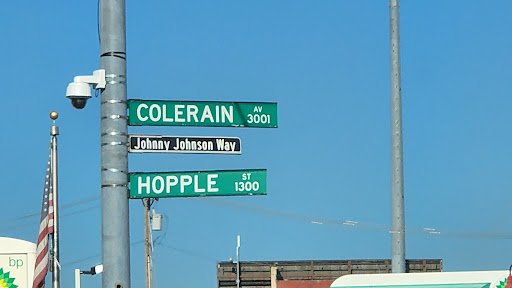 COLERAIN AV 3001
Johnny Johnson Way
HOPPLE ST 1300
bp